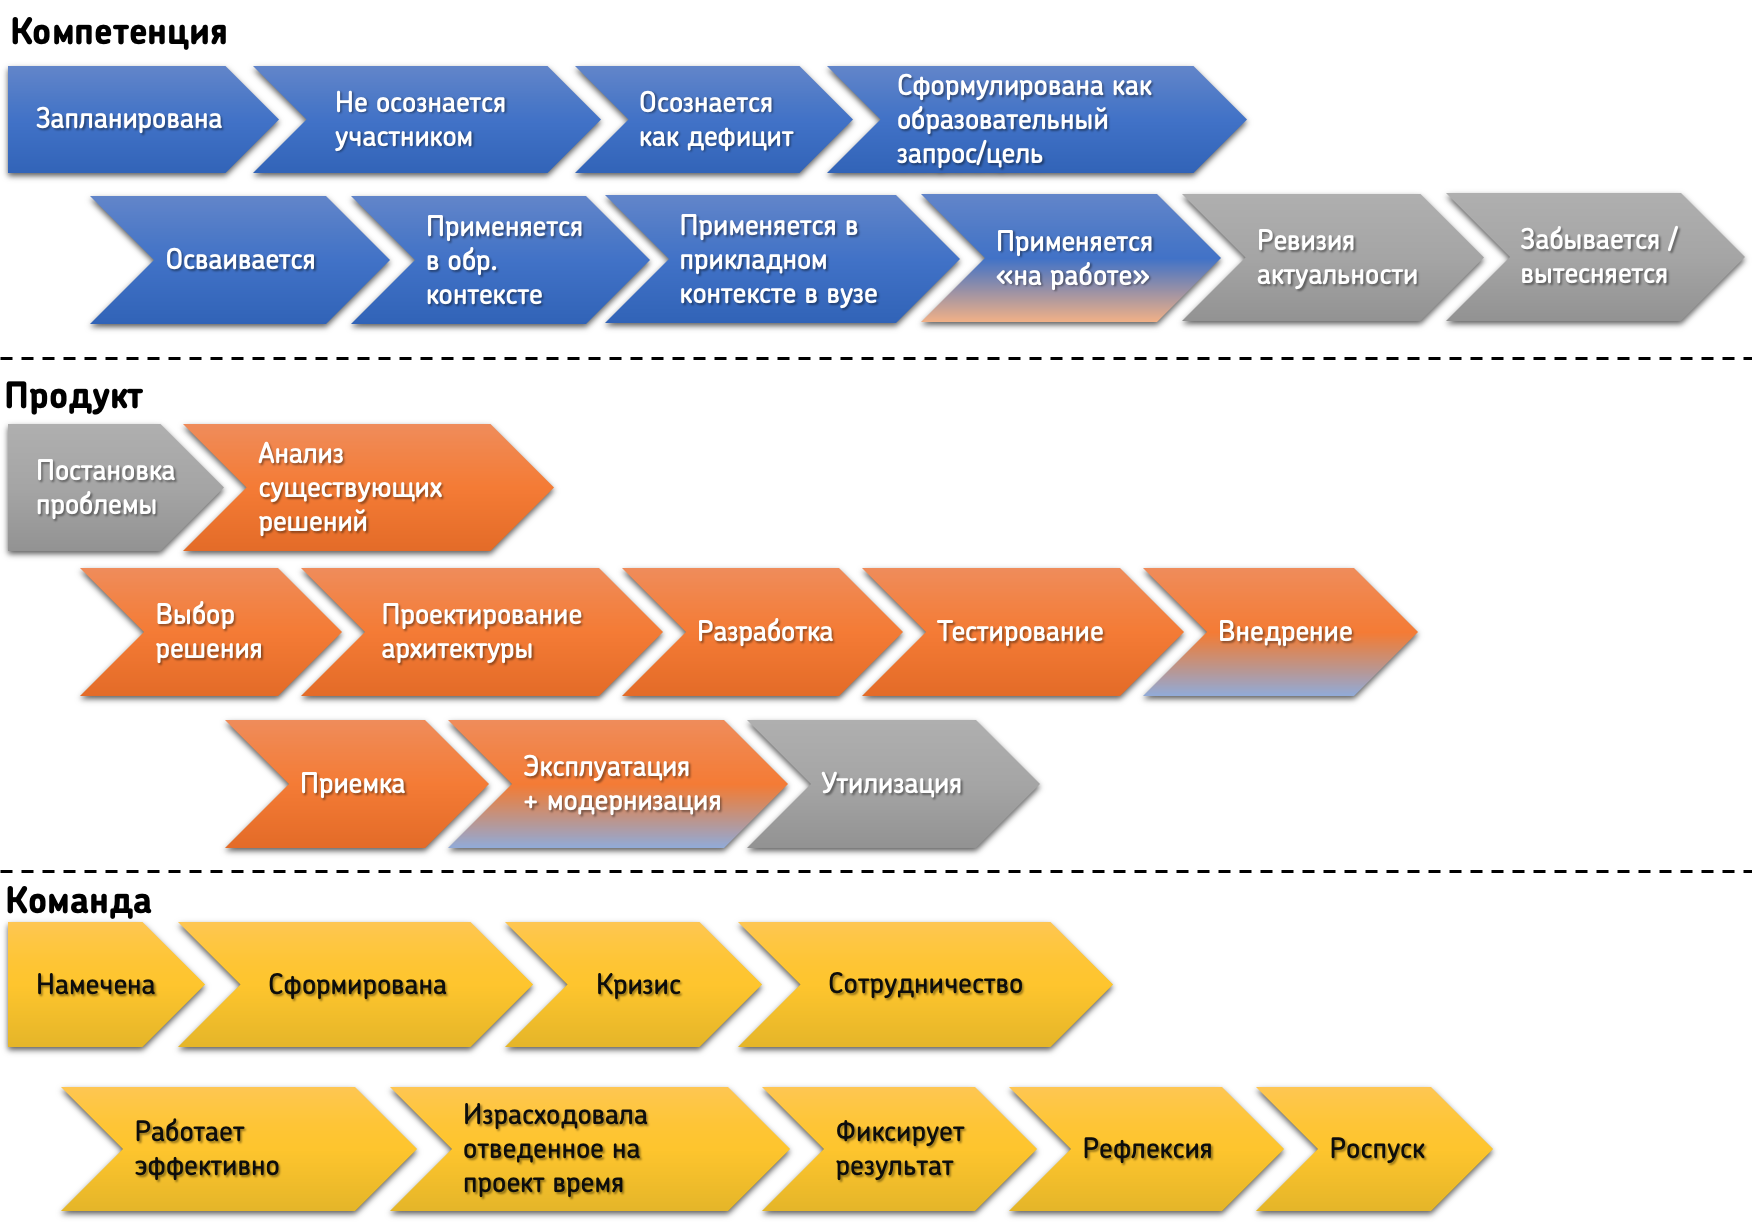 Компетенция
Запланирована
Не осознается
участником
Осознается
как дефицит
Сформулирована как
образовательный
запрос/цель
Осваивается
Применяется
в обр.
контексте
Применяется в
прикладном
контексте в вузе
Применяется
«на работе»
Ревизия
актуальности
Забывается /
вытесняется
Продукт
Постановка
проблемы
Анализ
существующих
решений
Выбор
решения
Проектирование
архитектуры
Разработка
Тестирование
Внедрение
Приемка
Эксплуатация
+ модернизация
Утилизация
Команда
Намечена
Сформирована
Кризис
Сотрудничество
Работает
эффективно
Израсходовала
отведенное на
проект время
Фиксирует
результат
Рефлексия
Роспуск